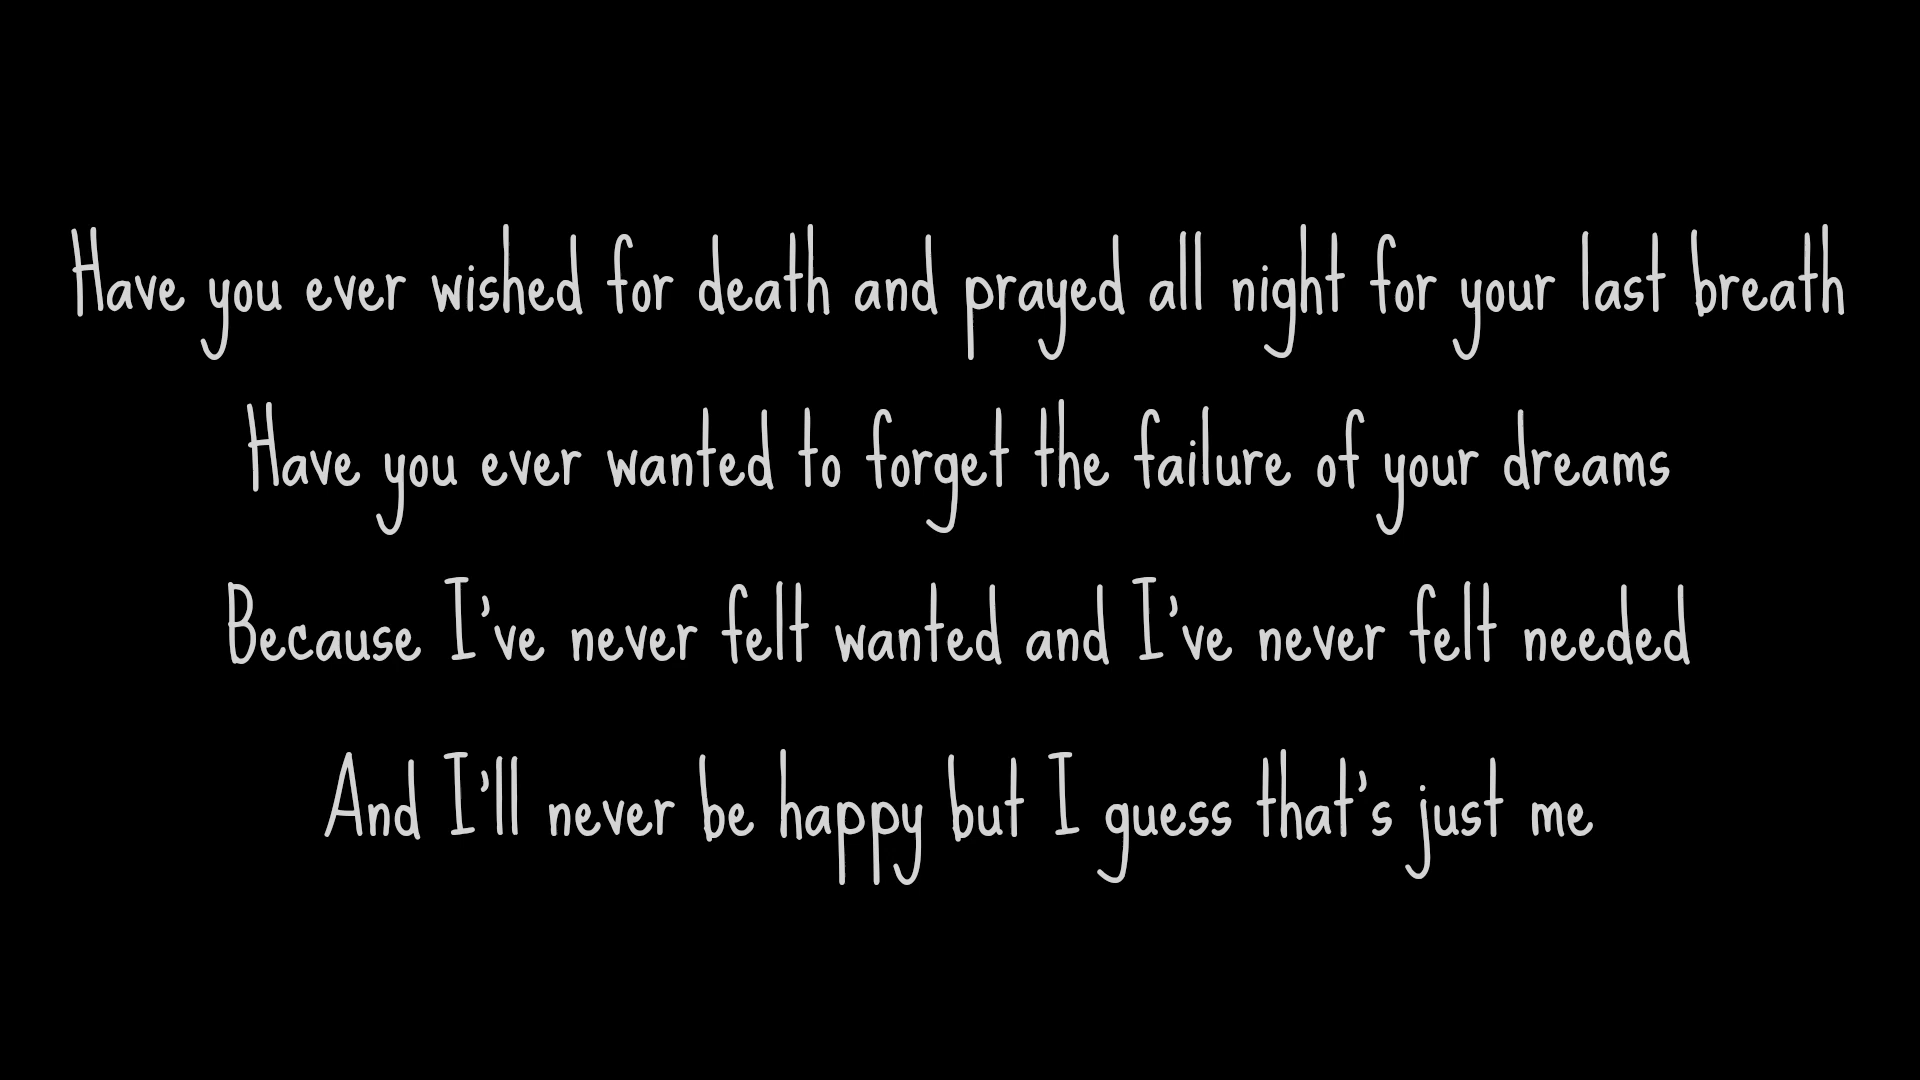 Have you ever wished for death and prayed all night for your last breath
Have you ever wanted to forget the failure of your dreams
Because I've never felt wanted and I've never felt needed
And I'll never be happy but I guess that's just me